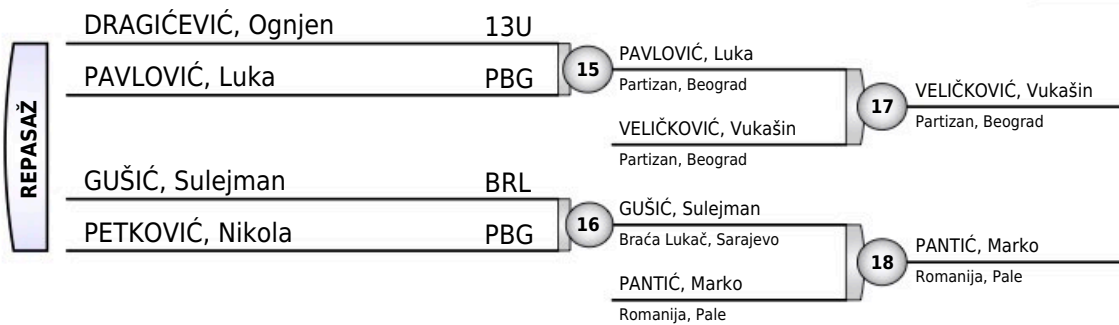 REPASAŽ
DRAGIĆEVIĆ, Ognjen 13U
PAVLOVIĆ, Luka PBG
GUŠIĆ, Sulejman BRL
PETKOVIĆ, Nikola PBG
15
PAVLOVIĆ, Luka
Partizan, Beograd
VELIČKOVIĆ, Vukašin
Partizan, Beograd
16
GUŠIĆ, Sulejman
Braća Lukač, Sarajevo
PANTIĆ, Marko
Romanija, Pale
17
VELIČKOVIĆ, Vukašin
Partizan, Beograd
18
PANTIĆ, Marko
Romanija, Pale